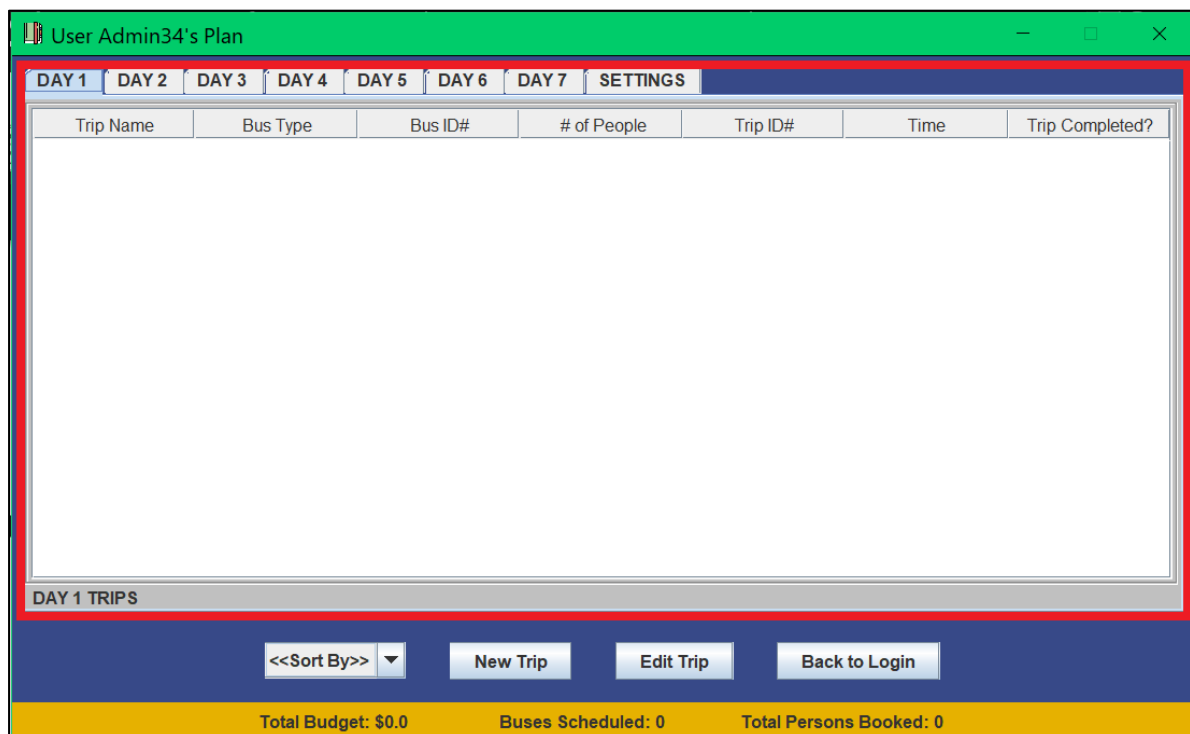 User Admin34's Plan
DAY 1 DAY 2 DAY 3 DAY 4 DAY 5 DAY 6 DAY 7 SETTINGS
Trip Name Bus Type Bus ID# # of People Trip ID# Time Trip Completed?
DAY 1 TRIPS
<<Sort By>> New Trip Edit Trip Back to Login
Total Budget: $0.0 Buses Scheduled: 0 Total Persons Booked: 0